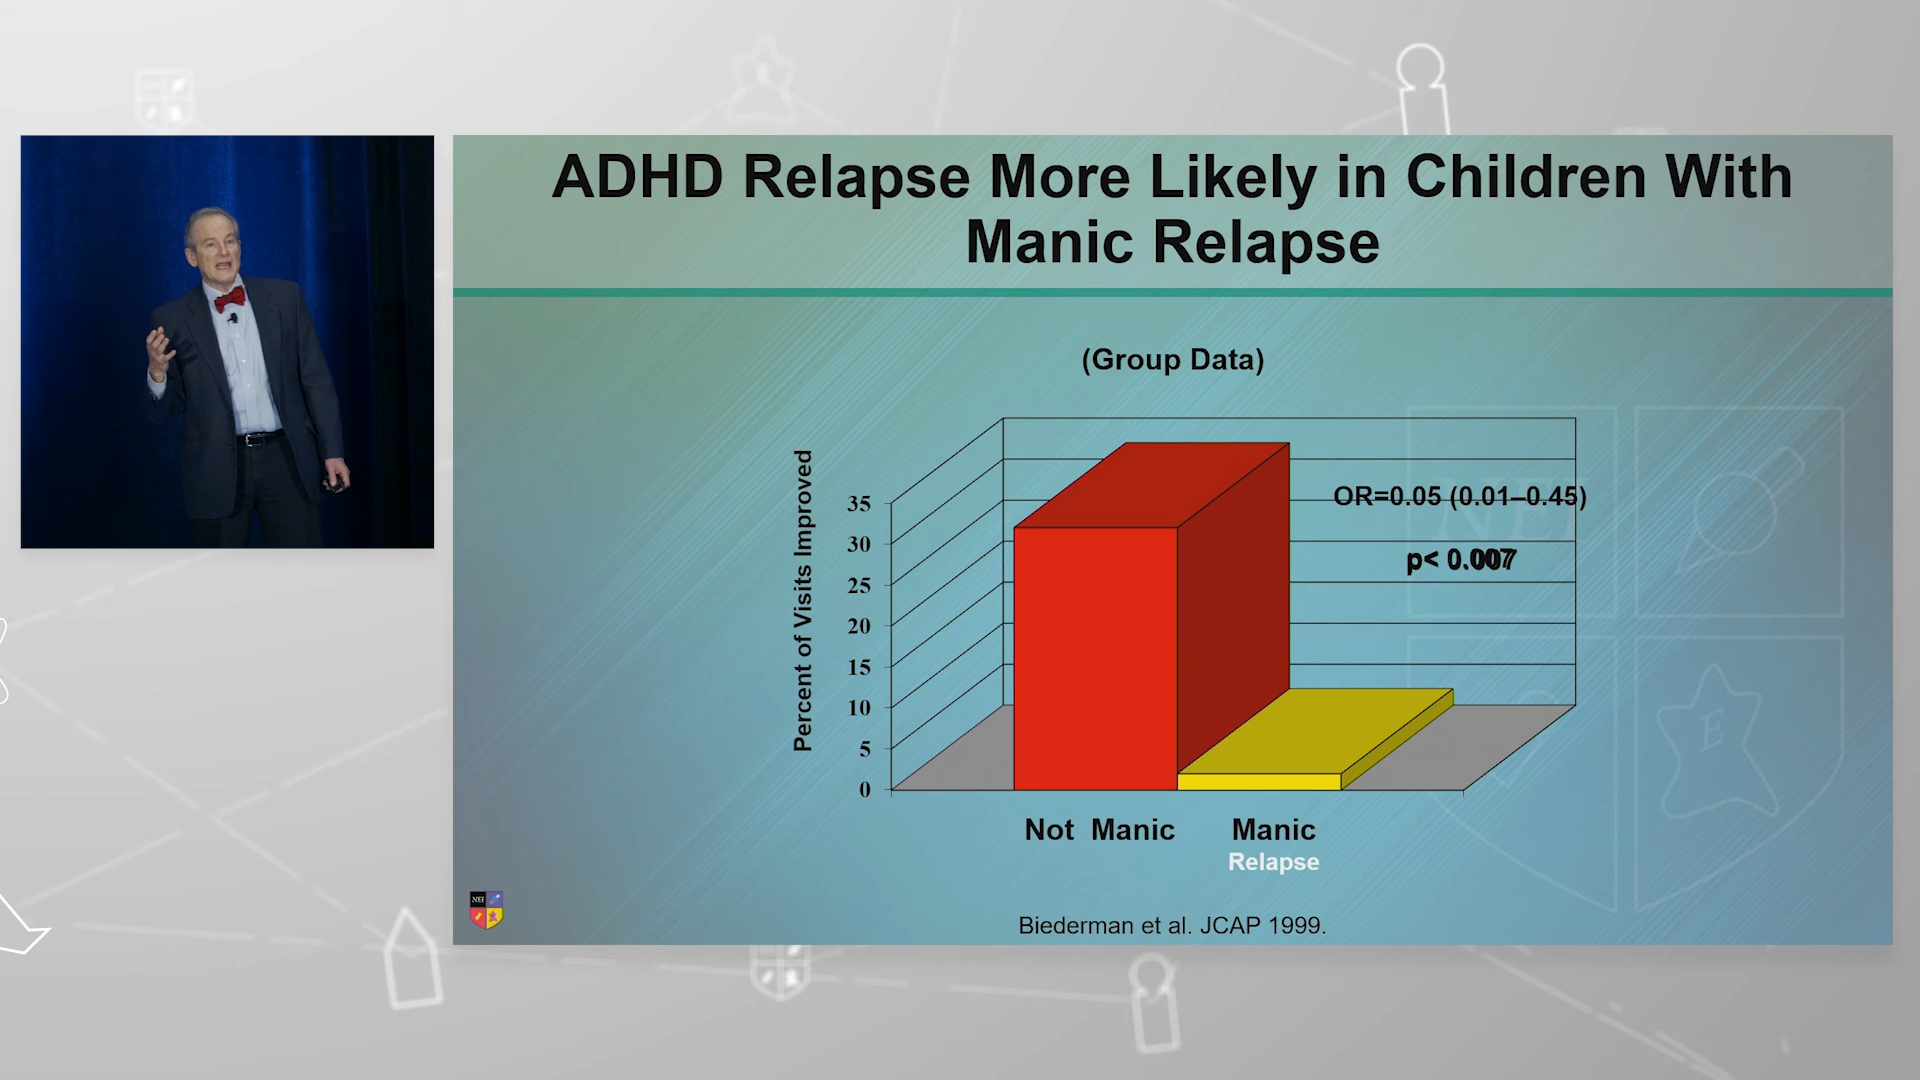 ADHD Relapse More Likely in Children With
Manic Relapse
(Group Data)
Percent of Visits Improved
35
30
25
20
15
10
5
0
OR=0.05 (0.01–0.45)
p< 0.007
Not Manic
Manic
Relapse
NEI
NEI
E
Biederman et al. JCAP 1999.